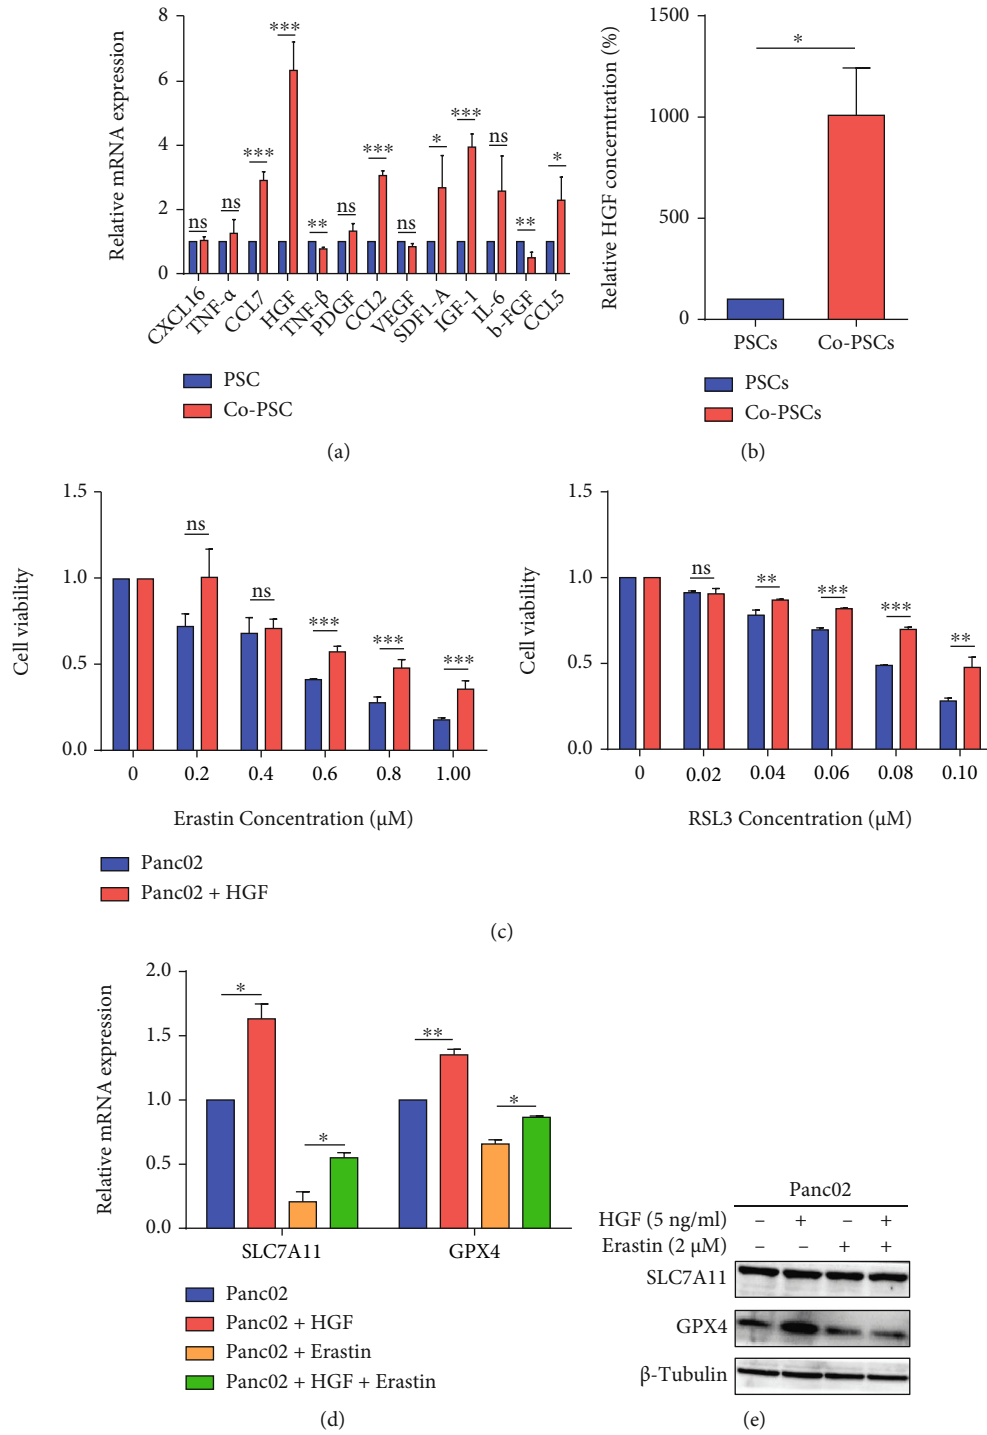 Relative mRNA expression
8
6
4
2
0
ns
ns
***
***
**
ns
***
ns
*
***
ns
**
*
CXCL16
TNF-α
CCL7
HGF
TNF-β
PDGF
CCL2
VEGF
SDF1-A
IGF-1
IL-6
b-FGF
CCL5
PSC
Co-PSC
(a)
Relative HGF concerntration (%)
1500
1000
500
0
*
PSCs
Co-PSCs
PSCs
Co-PSCs
(b)
Cell viability
1.5
1.0
0.5
0.0
ns
ns
***
***
***
0
0.2
0.4
0.6
0.8
1.00
Erastin Concentration (μM)
Panc02
Panc02 + HGF
Cell viability
1.5
1.0
0.5
0.0
ns
**
***
***
**
0
0.02
0.04
0.06
0.08
0.10
RSL3 Concentration (μM)
(c)
Relative mRNA expression
2.0
1.5
1.0
0.5
0.0
*
*
**
*
SLC7A11
GPX4
Panc02
Panc02 + HGF
Panc02 + Erastin
Panc02 + HGF + Erastin
(d)
Panc02
HGF (5 ng/ml) – + – +
Erastin (2 μM) – – + +
SLC7A11
GPX4
β-Tubulin
(e)